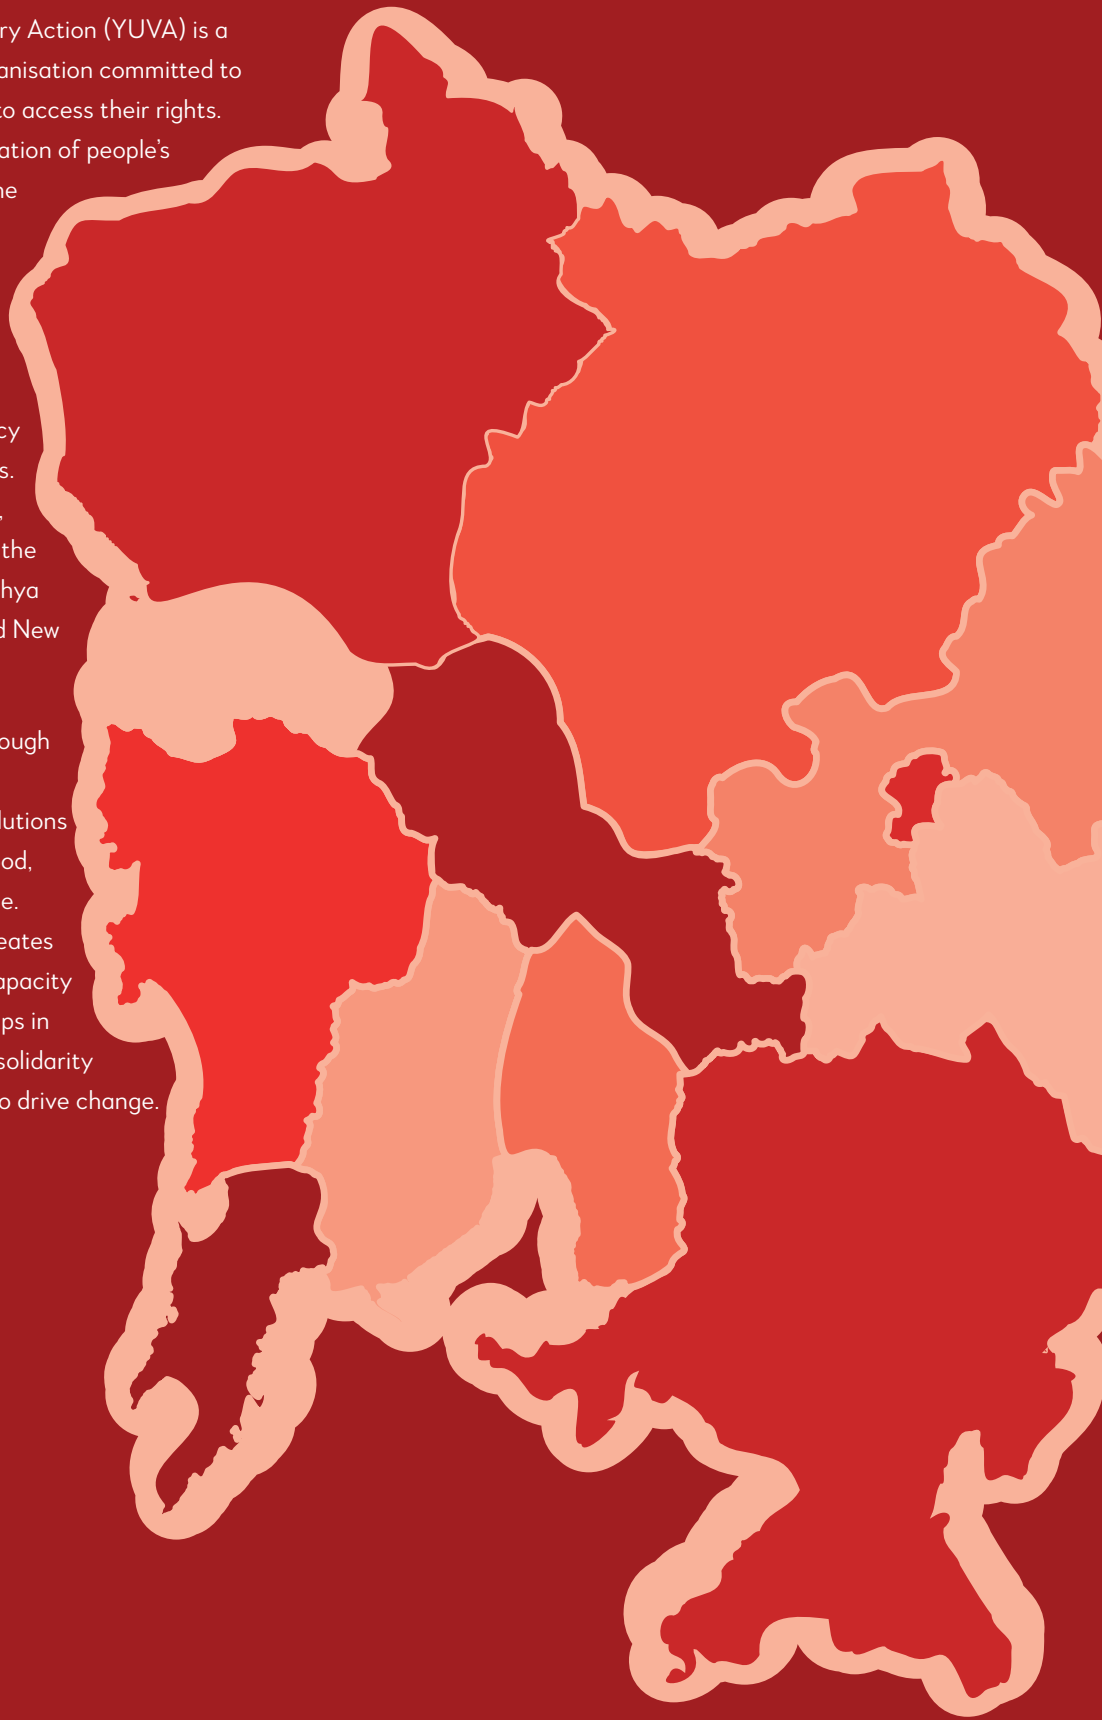 ry Action (YUVA) is a
anisation committed to
to access their rights.
ation of people's
ne
cy
s.
,
the
hya
d New
ough
lutions
od,
e.
eates
apacity
ps in
solidarity
o drive change.